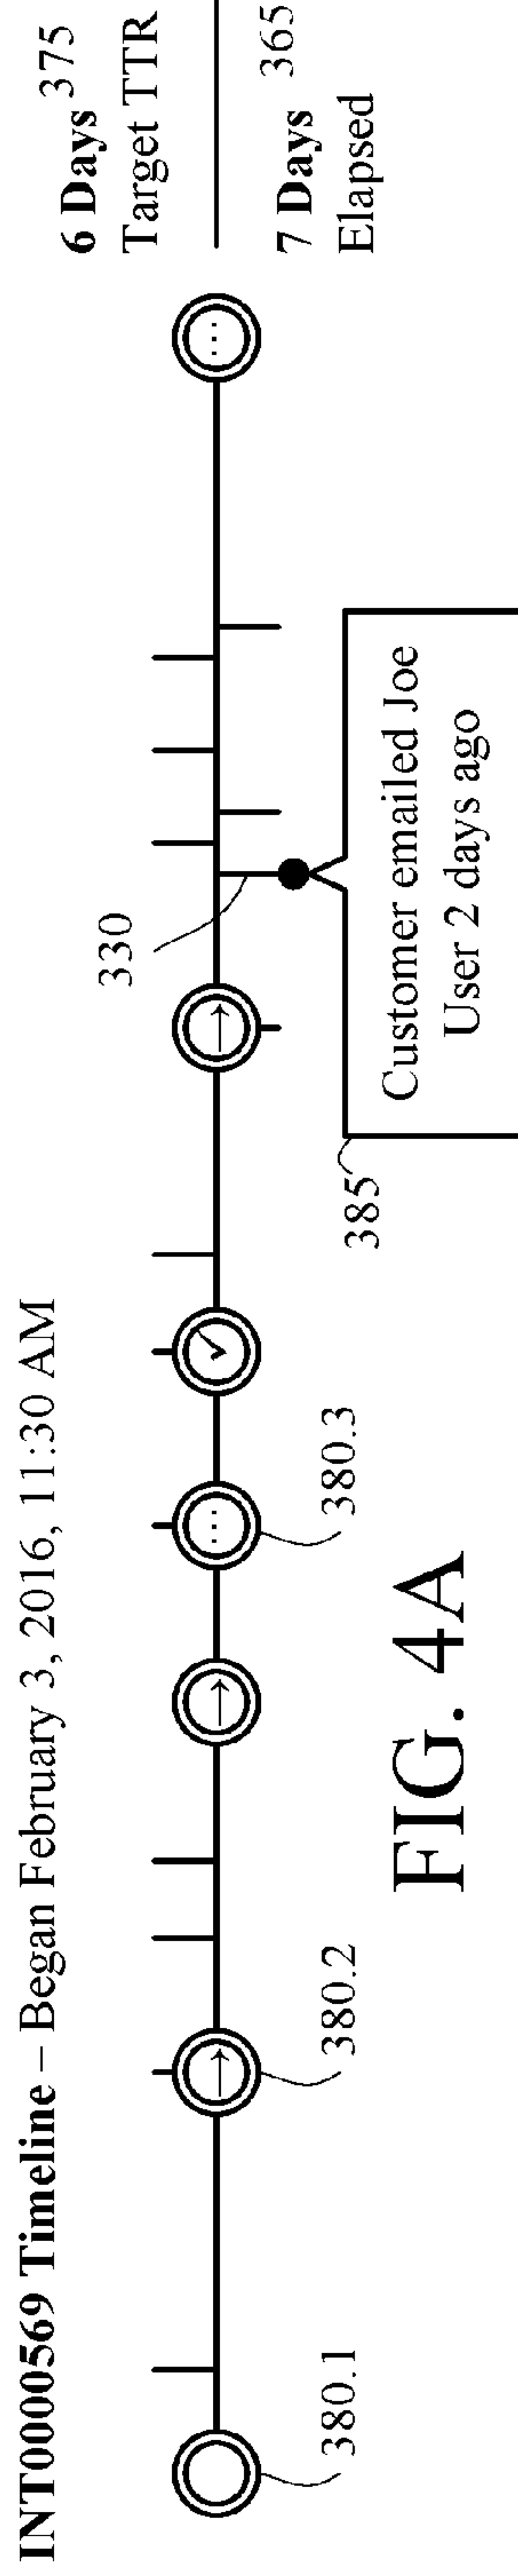 INT0000569 Timeline – Began February 3, 2016, 11:30 AM
6 Days 375
Target TTR
7 Days 365
Elapsed
330
380.1
380.2
380.3
385
Customer emailed Joe
User 2 days ago
FIG. 4A